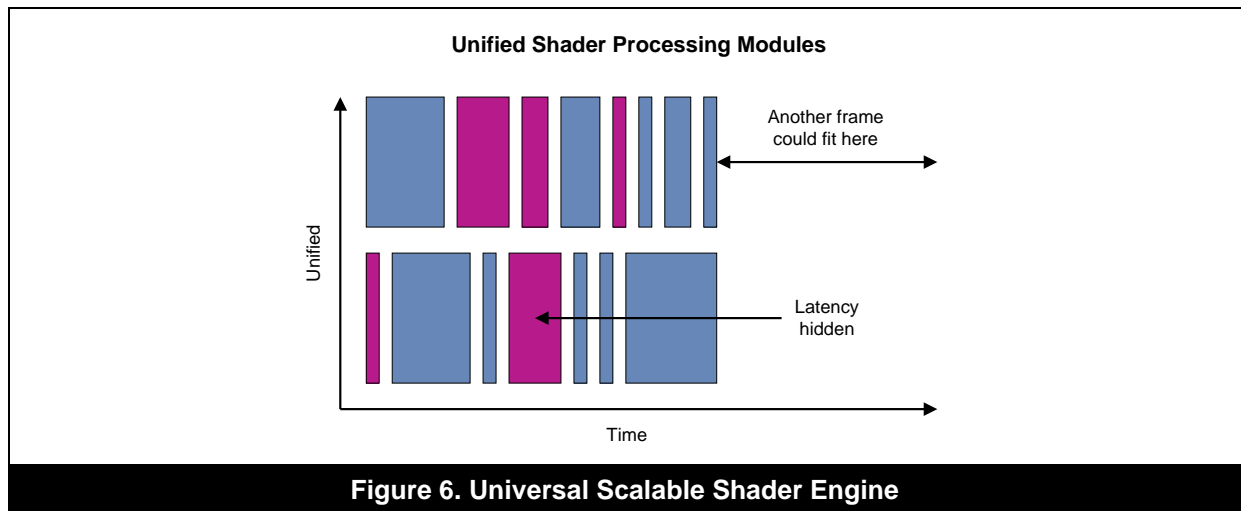 Unified Shader Processing Modules
Another frame
could fit here
Unified
Latency
hidden
Time
Figure 6. Universal Scalable Shader Engine